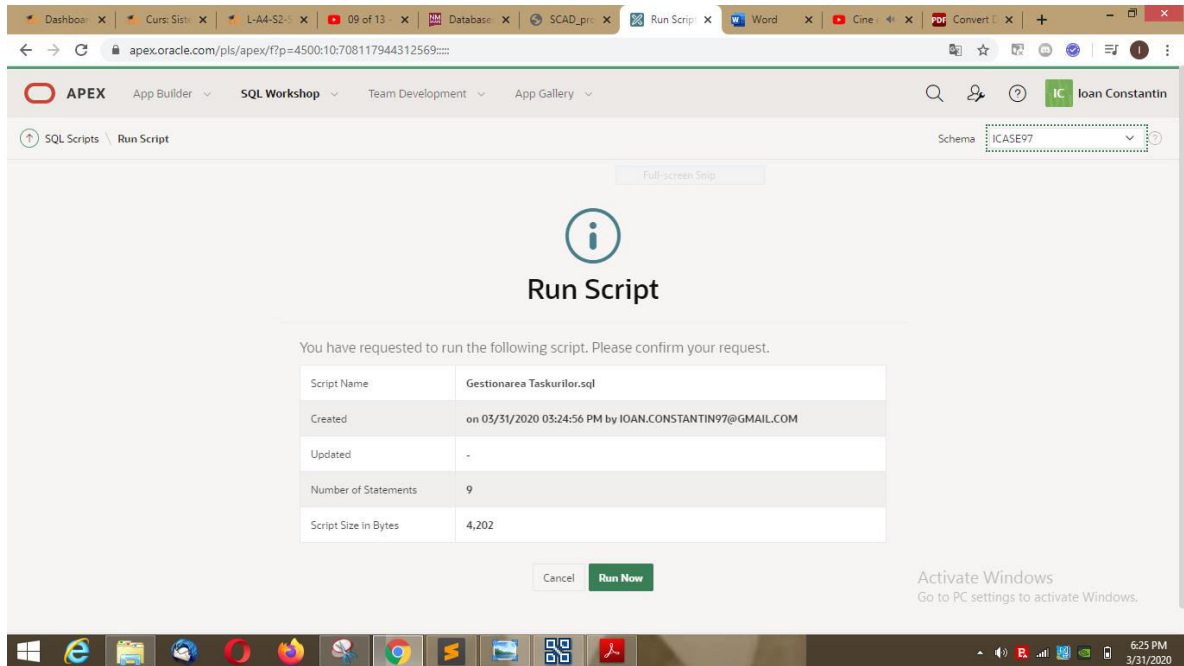 Dashboar
Curs: Siste
L-A4-S2-S
09 of 13 -
Database
SCAD_pro
Run Script
Word
Cine
PDF Convert D
apex.oracle.com/pls/apex/f?p=4500:10:708117944312569:::::
I
APEX App Builder SQL Workshop Team Development App Gallery IC Ioan Constantin
SQL Scripts \ Run Script Schema ICASE97
Full-screen Snip
Run Script
You have requested to run the following script. Please confirm your request.
Script Name Gestionarea Taskurilor.sql
Created on 03/31/2020 03:24:56 PM by IOAN.CONSTANTIN97@GMAIL.COM
Updated -
Number of Statements 9
Script Size in Bytes 4,202
Cancel Run Now
Activate Windows
Go to PC settings to activate Windows.
6:25 PM
3/31/2020